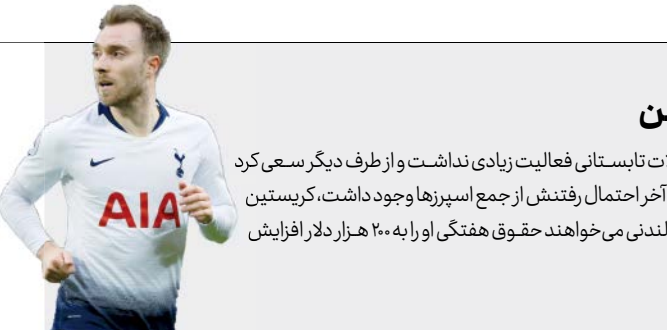 ن
ت تابستانی فعالیت زیادی نداشت و از طرف دیگر سعی کرد
آخر احتمال رفتنش از جمع اسپرزها وجود داشت، کریستین
لندنی می‌خواهند حقوق هفتگی او را به ۲۰۰ هزار دلار افزایش
AIA